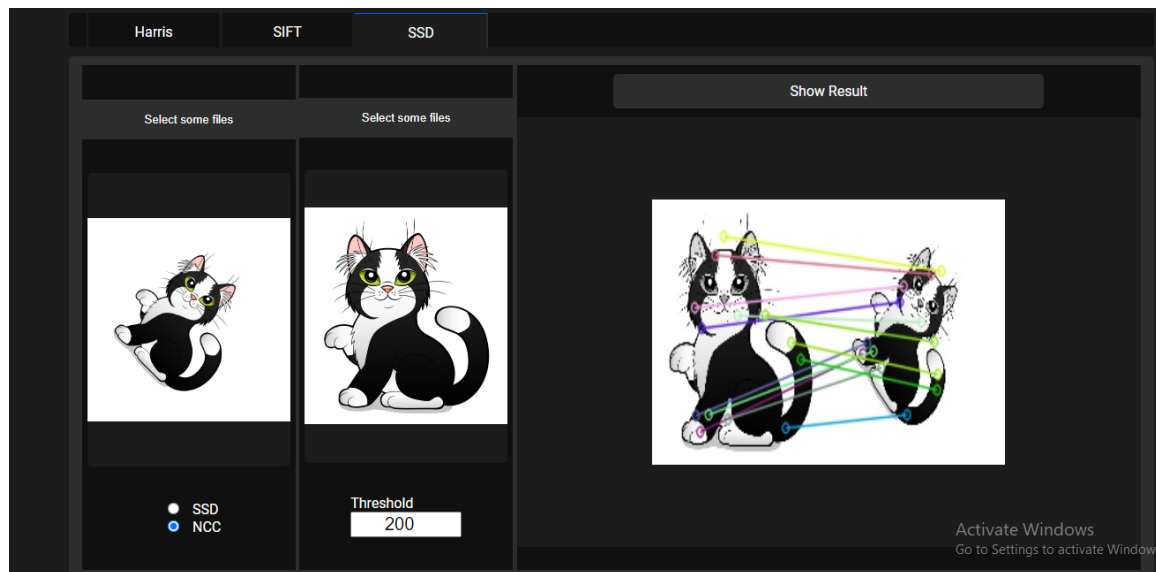 Harris
SIFT
SSD
Select some files
Select some files
Show Result
SSD
NCC
Threshold
200
Activate Windows
Go to Settings to activate Window